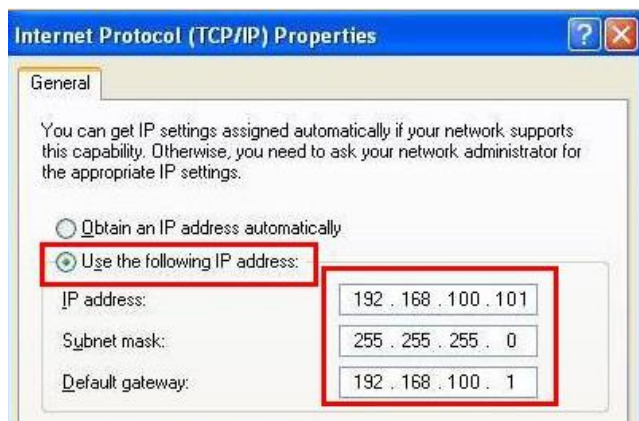 Internet Protocol (TCP/IP) Properties
General
You can get IP settings assigned automatically if your network supports
this capability. Otherwise, you need to ask your network administrator for
the appropriate IP settings.
Obtain an IP address automatically
Use the following IP address:
IP address: 192 . 168 . 100 . 101
Subnet mask: 255 . 255 . 255 . 0
Default gateway: 192 . 168 . 100 . 1